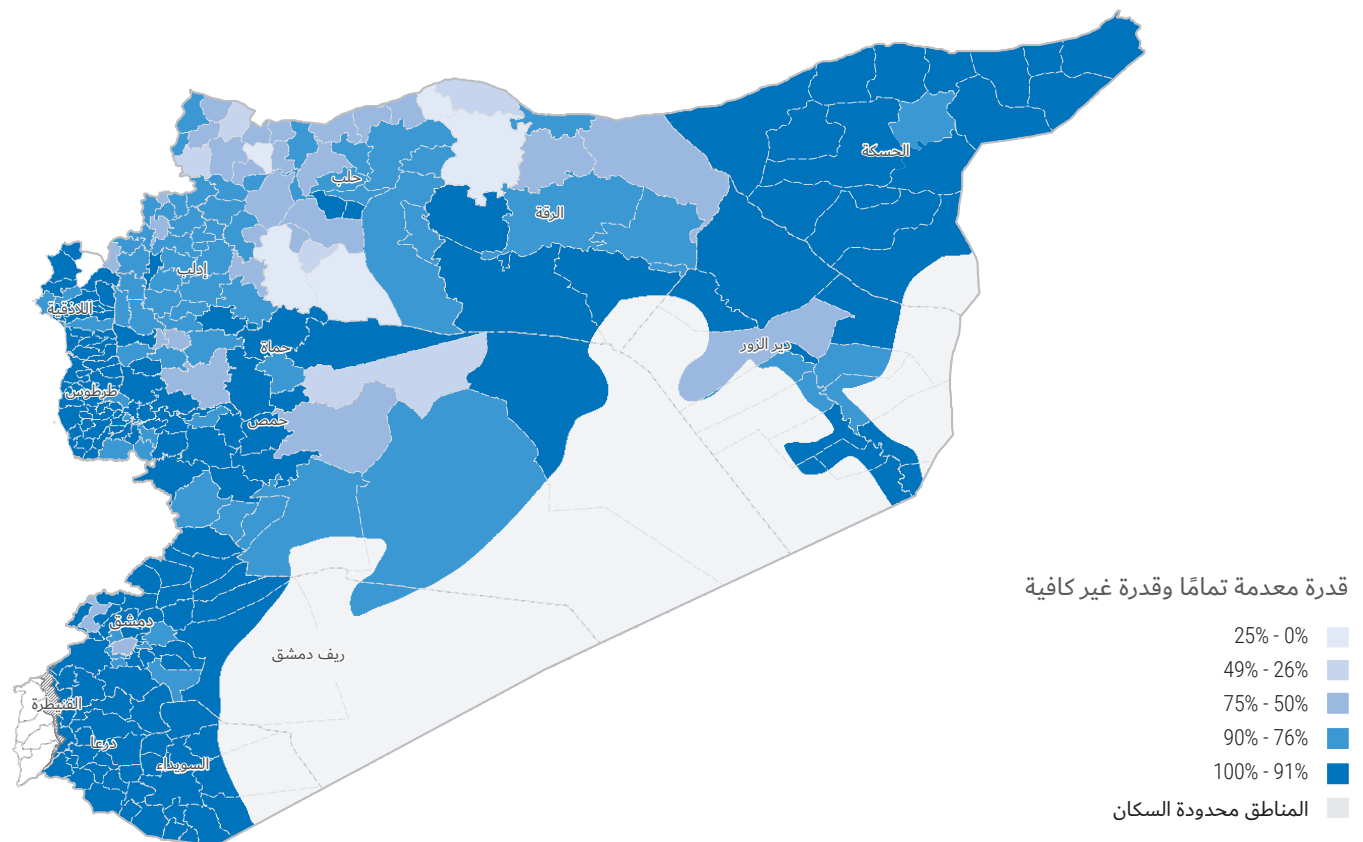 الحسكة
حلب
الرقة
إدلب
اللاذقية
حماة
دير الزور
طرطوس
حمص
دمشق
ريف دمشق
القنيطرة
درعا
السويداء
قدرة معدمة تمامًا وقدرة غير كافية
25% - 0%
49% - 26%
75% - 50%
90% - 76%
100% - 91%
المناطق محدودة السكان